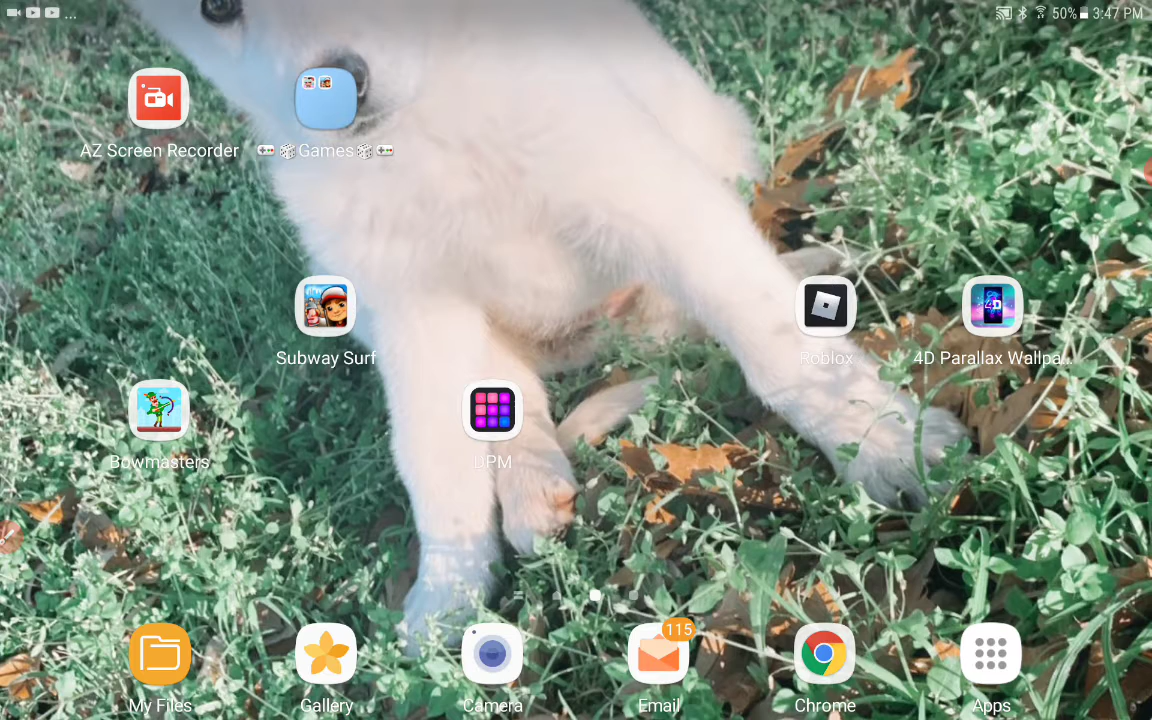 ... 50% 3:47 PM
AZ Screen Recorder 🎮🎲Games🎲🎮
Subway Surf Roblox 4D 4D Parallax Wallpa...
Bowmasters DPM
115
My Files Gallery Camera Email Chrome Apps